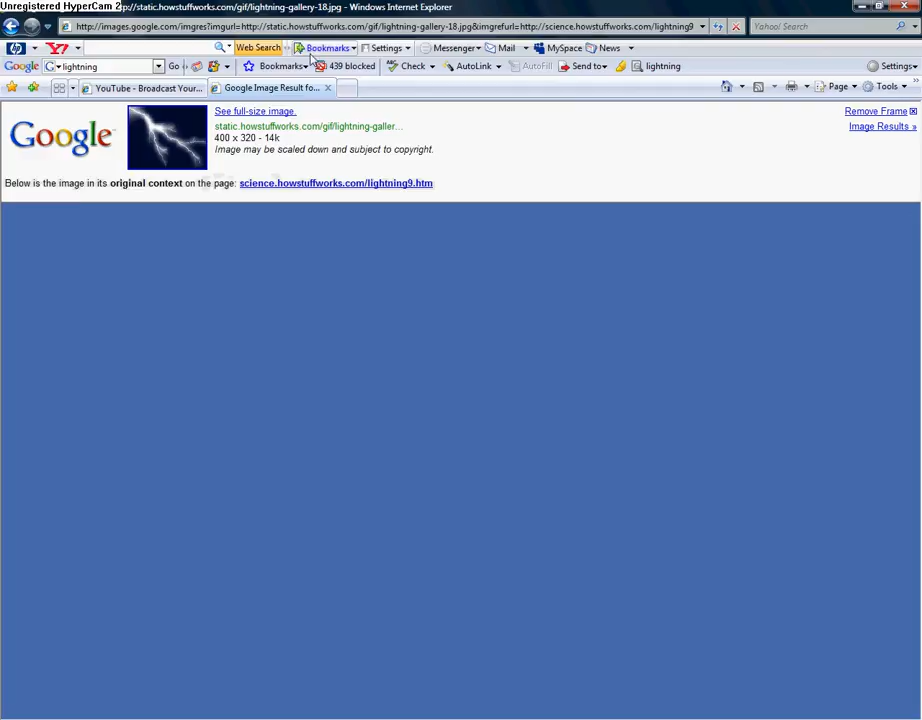 Unregistered HyperCam 2
p://static.howstuffworks.com/gif/lightning-gallery-18.jpg - Windows Internet Explorer
http://images.google.com/imgres?imgurl=http://static.howstuffworks.com/gif/lightning-gallery-18.jpg&imgrefurl=http://science.howstuffworks.com/lightning9 Yahoo! Search
hp Y! Web Search Bookmarks Settings Messenger Mail MySpace News
Google G lightning Go Bookmarks 439 blocked Check AutoLink AutoFill Send to lightning Settings
YouTube - Broadcast Your... Google Image Result fo... Page Tools
Google
See full-size image.
static.howstuffworks.com/gif/lightning-galler...
400 x 320 - 14k
Image may be scaled down and subject to copyright.
Remove Frame
Image Results »
Below is the image in its original context on the page: science.howstuffworks.com/lightning9.htm